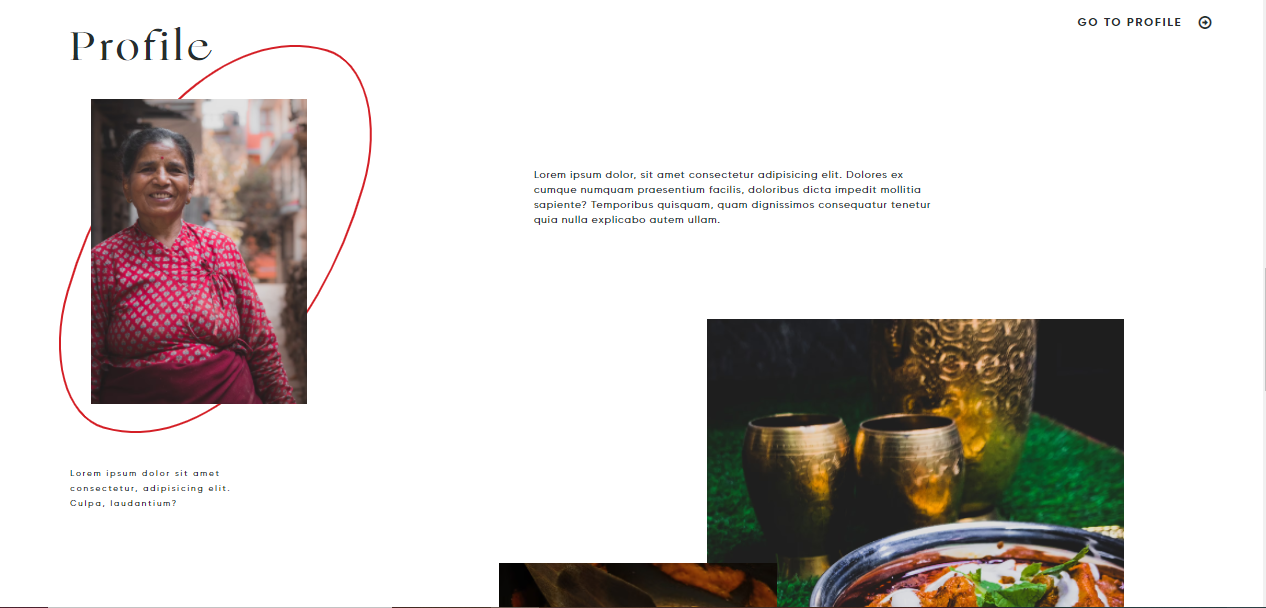 Profile
GO TO PROFILE
Lorem ipsum dolor, sit amet consectetur adipisicing elit. Dolores ex
cumque numquam praesentium facilis, doloribus dicta impedit mollitia
sapiente? Temporibus quisquam, quam dignissimos consequatur tenetur
quia nulla explicabo autem ullam.
Lorem ipsum dolor sit amet
consectetur, adipisicing elit.
Culpa, laudantium?